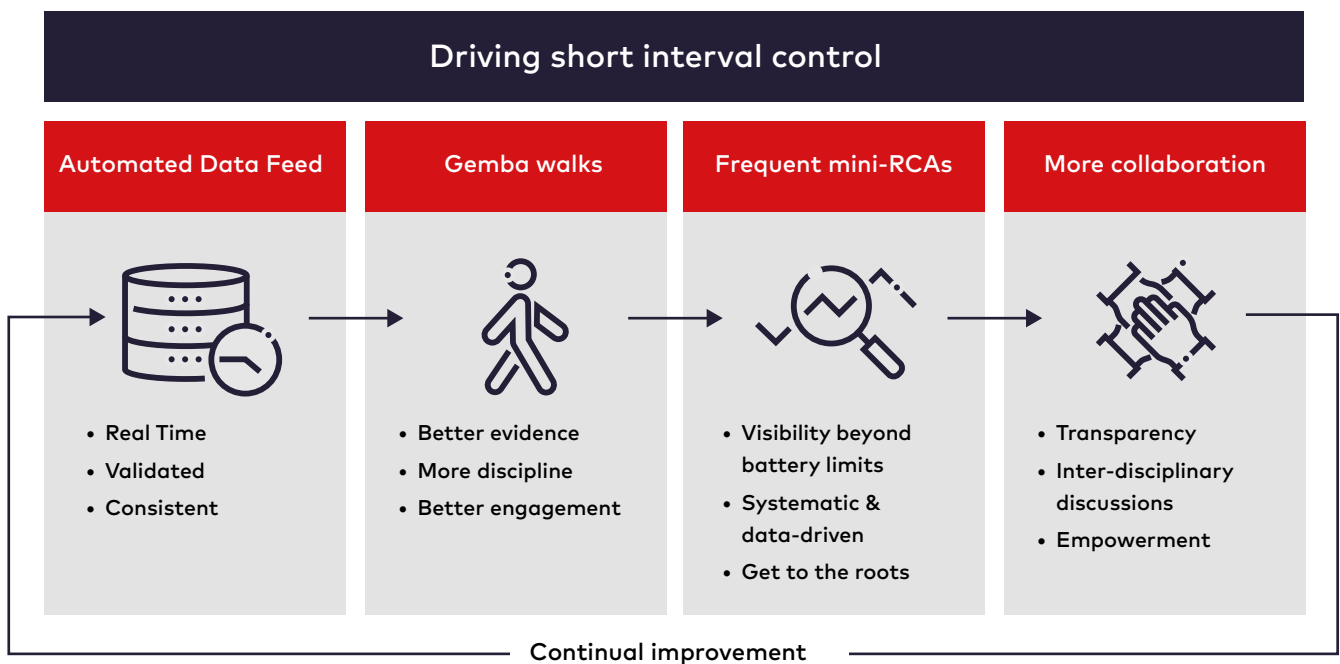 Driving short interval control
Automated Data Feed
• Real Time
• Validated
• Consistent
Gemba walks
• Better evidence
• More discipline
• Better engagement
Frequent mini-RCAs
• Visibility beyond
battery limits
• Systematic &
data-driven
• Get to the roots
More collaboration
• Transparency
• Inter-disciplinary
discussions
• Empowerment
Continual improvement